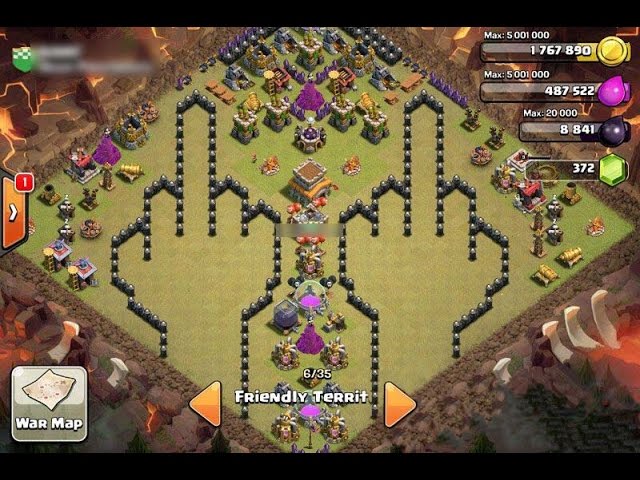 Max: 5 001 000
1 767 890
Max: 5 001 000
487 522
Max: 20 000
8 841
372
1
6/35
Friendly Territ
War Map